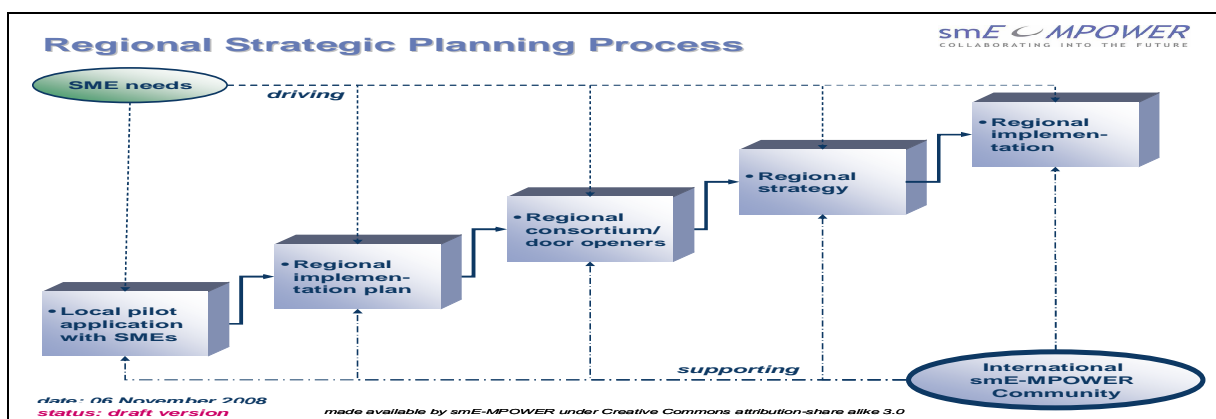 Regional Strategic Planning Process
smE MPOWER
COLLABORATING INTO THE FUTURE
SME needs
driving
• Regional
implemen-
tation
• Regional
strategy
• Regional
consortium/
door openers
• Regional
implemen-
tation plan
• Local pilot
application
with SMEs
supporting
International
smE-MPOWER
Community
date: 06 November 2008
status: draft version
made available by smE-MPOWER under Creative Commons attribution-share alike 3.0